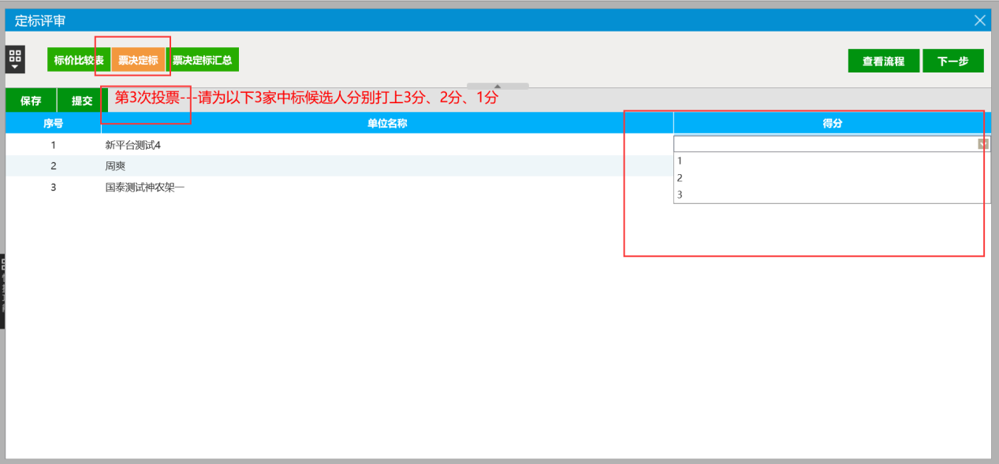 定标评审
标价比较表 票决定标 票决定标汇总 查看流程 下一步
保存 提交 第3次投票---请为以下3家中标候选人分别打上3分、2分、1分
序号 单位名称 得分
1 新平台测试4
2 周爽
3 国泰测试神农架一
1
2
3